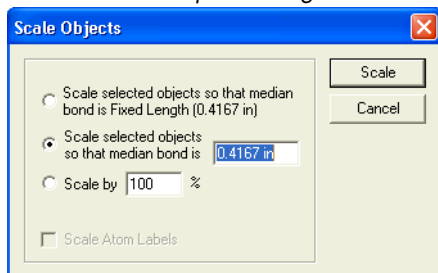 Scale Objects
Scale selected objects so that median
bond is Fixed Length (0.4167 in)
Scale
Cancel
Scale selected objects
so that median bond is 0.4167 in
Scale by 100 %
Scale Atom Labels